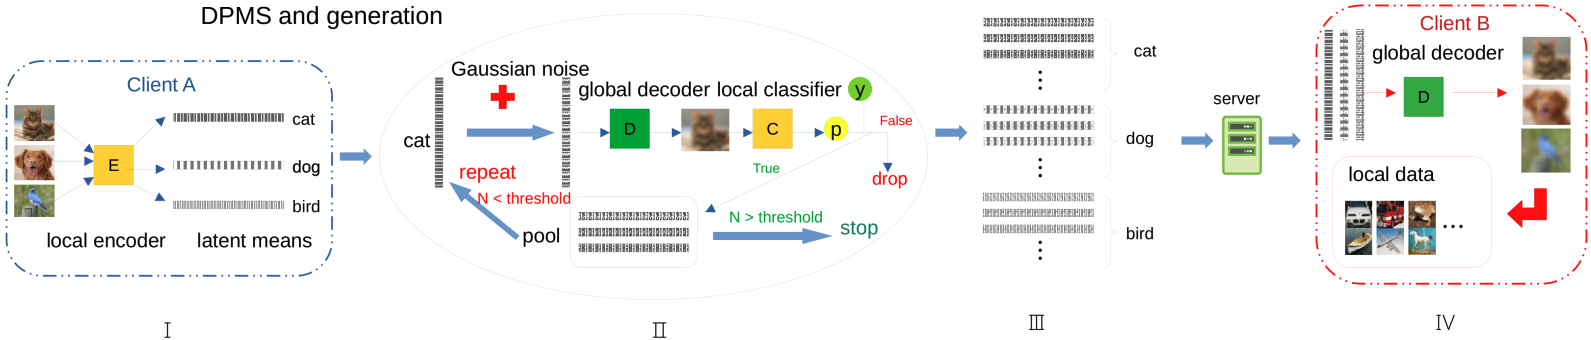 DPMS and generation
Client A
E
cat
dog
bird
local encoder
latent means
Gaussian noise
cat
global decoder local classifier
y
D
C
p
False
True
drop
repeat
N < threshold
pool
N > threshold
stop
cat
dog
bird
server
Client B
global decoder
D
local data
...
I
II
III
IV